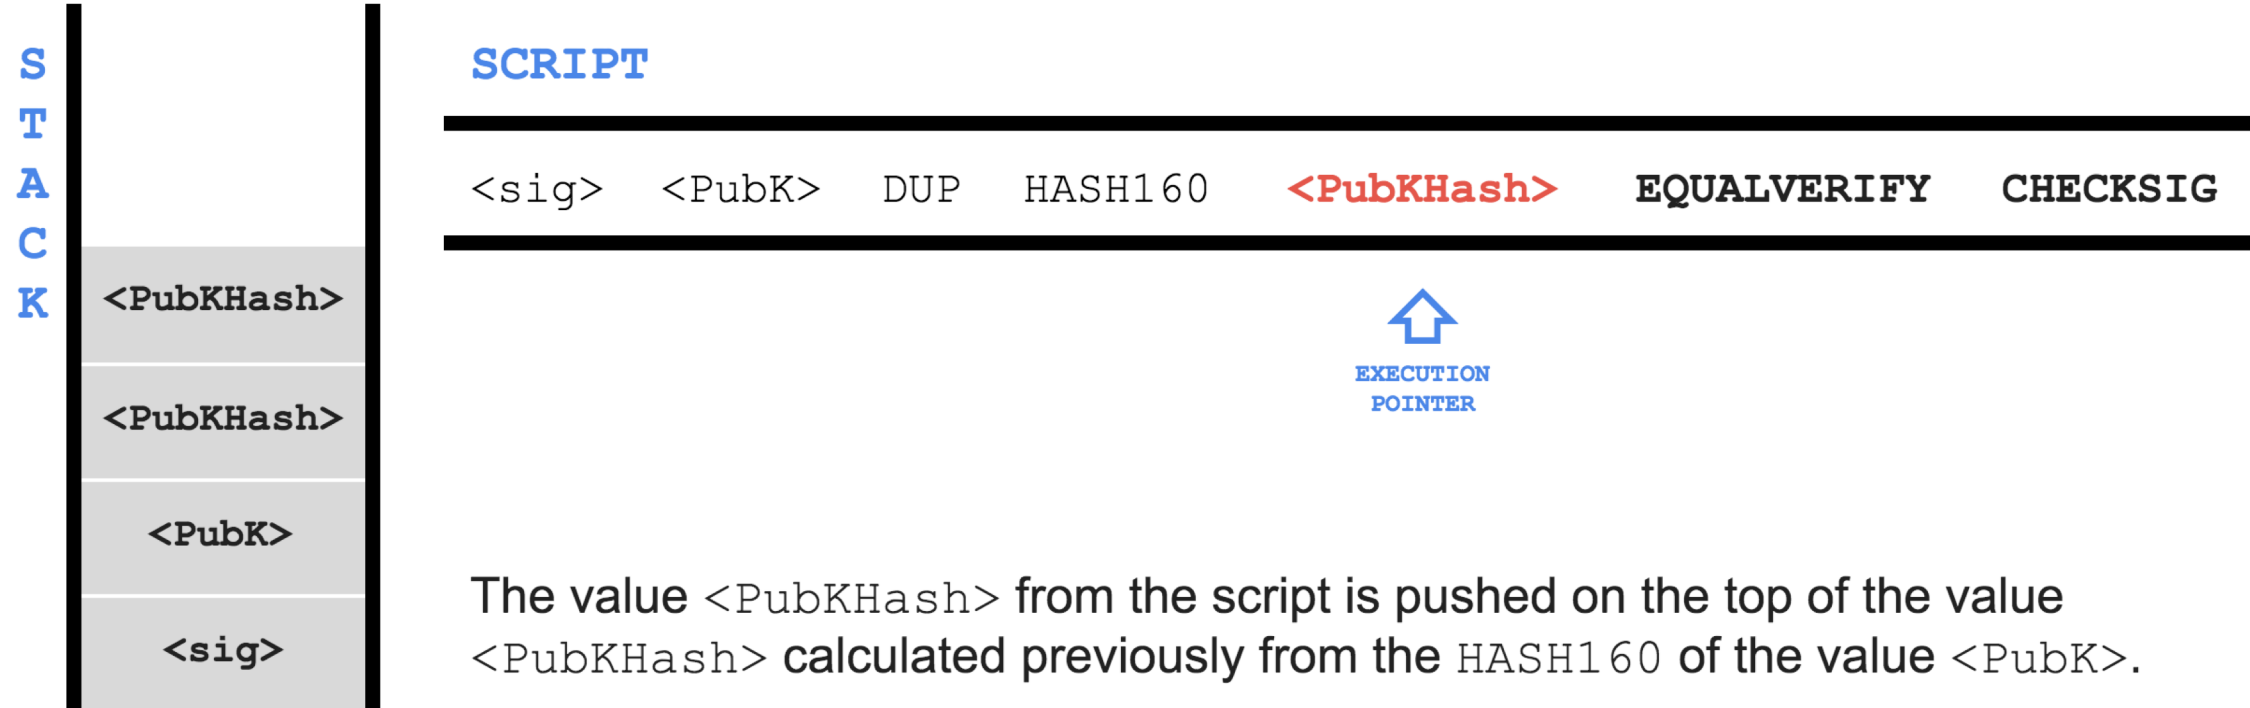 STACK
<PubKHash>
<PubKHash>
<PubK>
<sig>
SCRIPT
<sig> <PubK> DUP HASH160 <PubKHash> EQUALVERIFY CHECKSIG
EXECUTION
POINTER
The value <PubKHash> from the script is pushed on the top of the value
<PubKHash> calculated previously from the HASH160 of the value <PubK>.